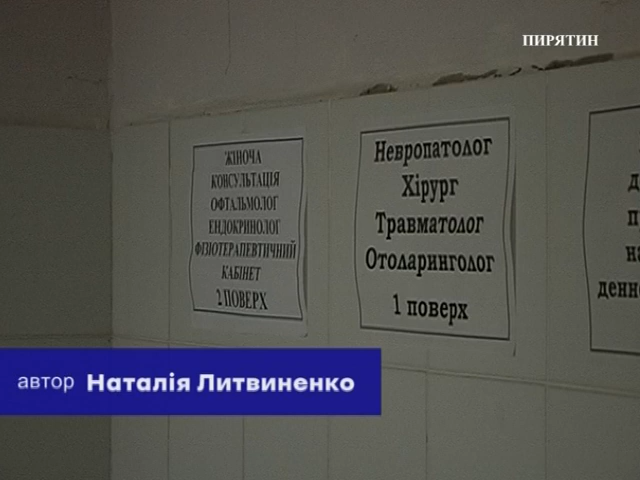 ПИРЯТИН
ЖІНОЧА
КОНСУЛЬТАЦІЯ
ОФТАЛЬМОЛОГ
ЕНДОКРИНОЛОГ
ФІЗІОТЕРАПЕВТИЧНИЙ
КАБІНЕТ
2 ПОВЕРХ
Невропатолог
Хірург
Травматолог
Отоларинголог
1 поверх
автор Наталія Литвиненко